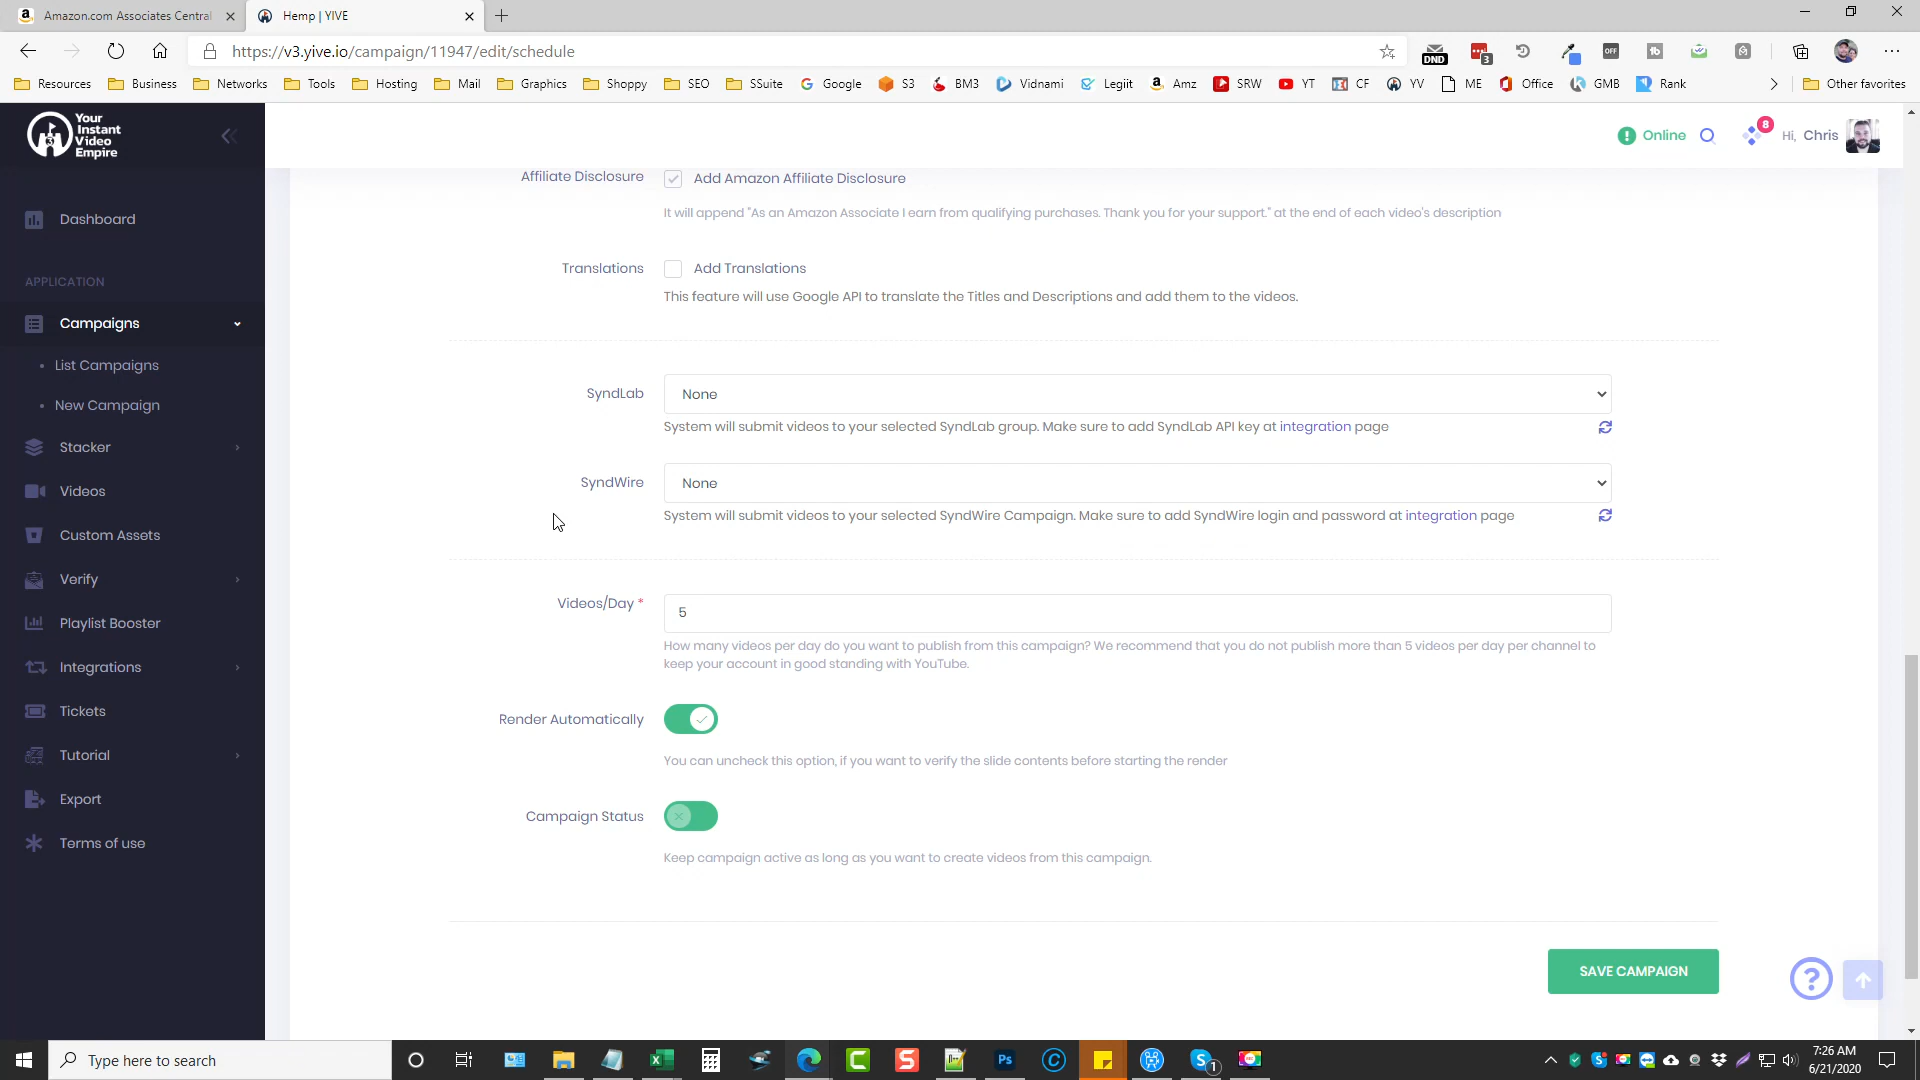 Amazon.com Associates Central
Hemp | YIVE
https://v3.yive.io/campaign/11947/edit/schedule
DND
3
OFF
Resources
Business
Networks
Tools
Hosting
Mail
Graphics
Shoppy
SEO
SSuite
Google
S3
BM3
Vidnami
Legiit
Amz
SRW
YT
CF
YV
ME
Office
GMB
Rank
Other favorites
Your
Instant
Video
Empire
Online
8
Hi, Chris
Dashboard
APPLICATION
Campaigns
List Campaigns
New Campaign
Stacker
Videos
Custom Assets
Verify
Playlist Booster
Integrations
Tickets
Tutorial
Export
Terms of use
Affiliate Disclosure
Add Amazon Affiliate Disclosure
It will append "As an Amazon Associate I earn from qualifying purchases. Thank you for your support." at the end of each video's description
Translations
Add Translations
This feature will use Google API to translate the Titles and Descriptions and add them to the videos.
SyndLab
None
System will submit videos to your selected SyndLab group. Make sure to add SyndLab API key at integration page
SyndWire
None
System will submit videos to your selected SyndWire Campaign. Make sure to add SyndWire login and password at integration page
Videos/Day *
5
How many videos per day do you want to publish from this campaign? We recommend that you do not publish more than 5 videos per day per channel to
keep your account in good standing with YouTube.
Render Automatically
You can uncheck this option, if you want to verify the slide contents before starting the render
Campaign Status
Keep campaign active as long as you want to create videos from this campaign.
SAVE CAMPAIGN
?
Type here to search
Ps
1
7:26 AM
6/21/2020